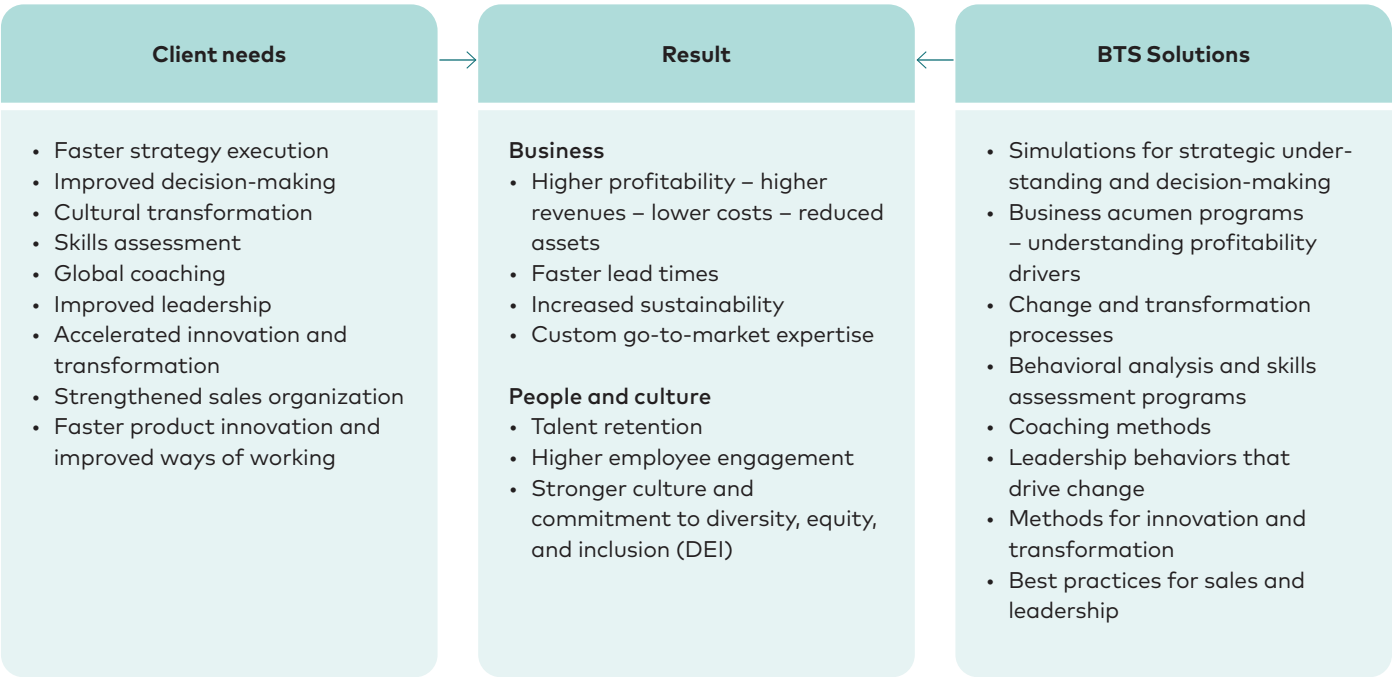 Client needs
• Faster strategy execution
• Improved decision-making
• Cultural transformation
• Skills assessment
• Global coaching
• Improved leadership
• Accelerated innovation and
transformation
• Strengthened sales organization
• Faster product innovation and
improved ways of working
Result
Business
• Higher profitability – higher
revenues – lower costs – reduced
assets
• Faster lead times
• Increased sustainability
• Custom go-to-market expertise
People and culture
• Talent retention
• Higher employee engagement
• Stronger culture and
commitment to diversity, equity,
and inclusion (DEI)
BTS Solutions
• Simulations for strategic under-
standing and decision-making
• Business acumen programs
– understanding profitability
drivers
• Change and transformation
processes
• Behavioral analysis and skills
assessment programs
• Coaching methods
• Leadership behaviors that
drive change
• Methods for innovation and
transformation
• Best practices for sales and
leadership